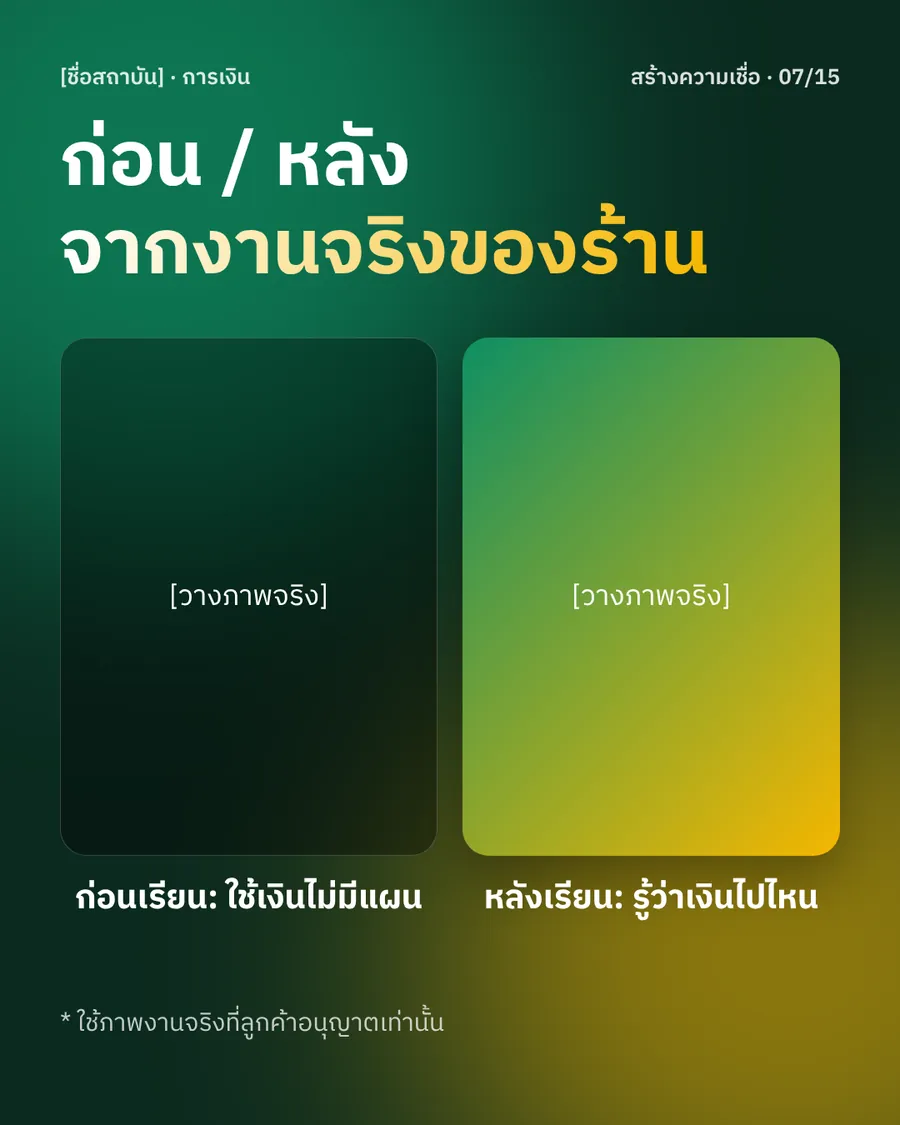 [ชื่อสถาบัน] · การเงิน
สร้างความเชื่อ · 07/15
ก่อน / หลัง
จากงานจริงของร้าน
[วางภาพจริง]
[วางภาพจริง]
ก่อนเรียน: ใช้เงินไม่มีแผน
หลังเรียน: รู้ว่าเงินไปไหน
* ใช้ภาพงานจริงที่ลูกค้าอนุญาตเท่านั้น